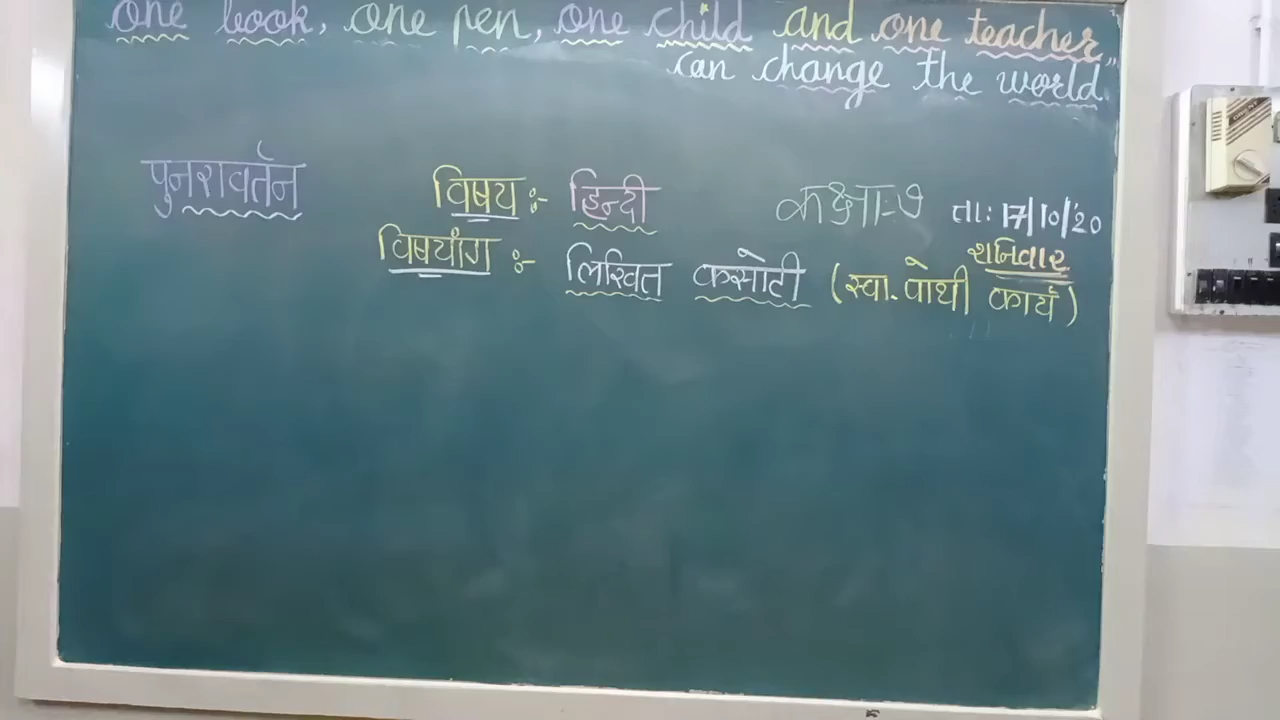 one book, one pen, one child and one teacher"
can change the world.
पुनरावर्तन
विषय :- हिन्दी
कक्षा:-७
ता: 17/10/'20
शनिवार
विषयांग :- लिखित कसोटी (स्वा. पोथी कार्य)